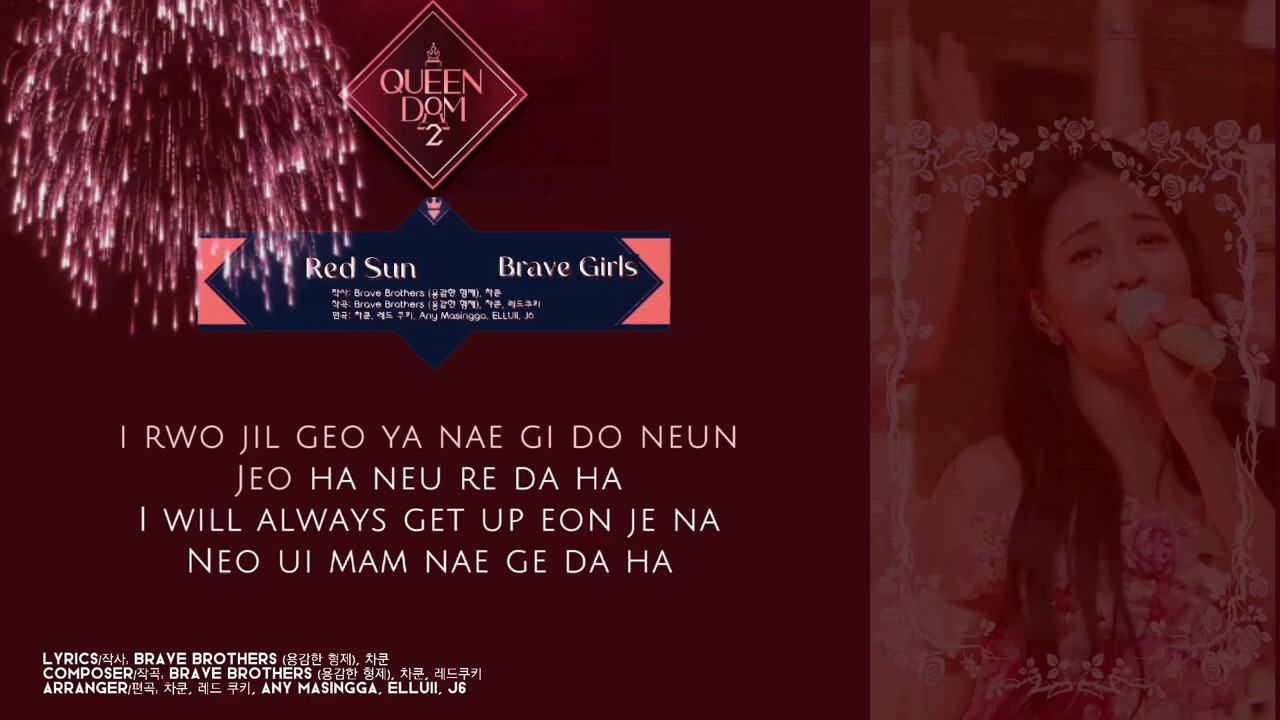 QUEEN
DOM
2
Red Sun
Brave Girls
작사: Brave Brothers (용감한 형제), 차쿤
작곡: Brave Brothers (용감한 형제), 차쿤, 레드쿠키
편곡: 차쿤, 레드 쿠키, Any Masingga, ELLUII, J6
I RWO JIL GEO YA NAE GI DO NEUN
JEO HA NEU RE DA HA
I WILL ALWAYS GET UP EON JE NA
NEO UI MAM NAE GE DA HA
LYRICS/작사: BRAVE BROTHERS (용감한 형제), 차쿤
COMPOSER/작곡: BRAVE BROTHERS (용감한 형제), 차쿤, 레드쿠키
ARRANGER/편곡: 차쿤, 레드 쿠키, ANY MASINGGA, ELLUII, J6